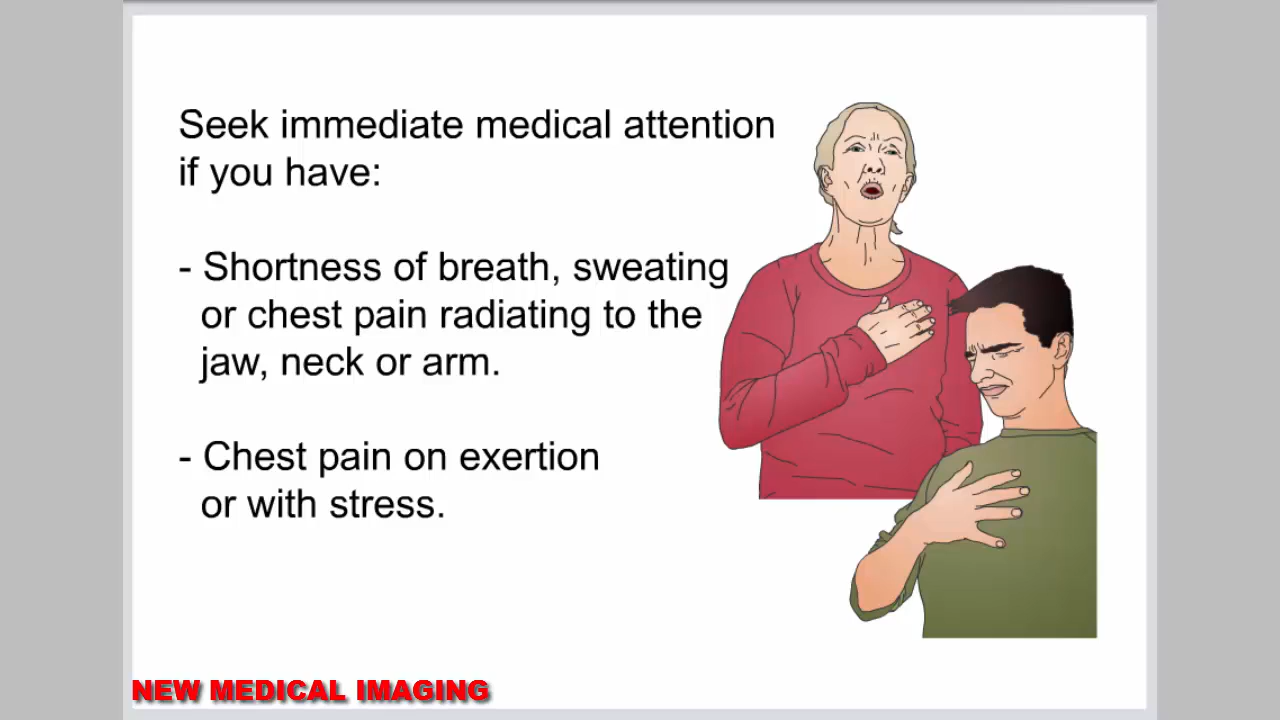 Seek immediate medical attention
if you have:
- Shortness of breath, sweating
or chest pain radiating to the
jaw, neck or arm.
- Chest pain on exertion
or with stress.
NEW MEDICAL IMAGING